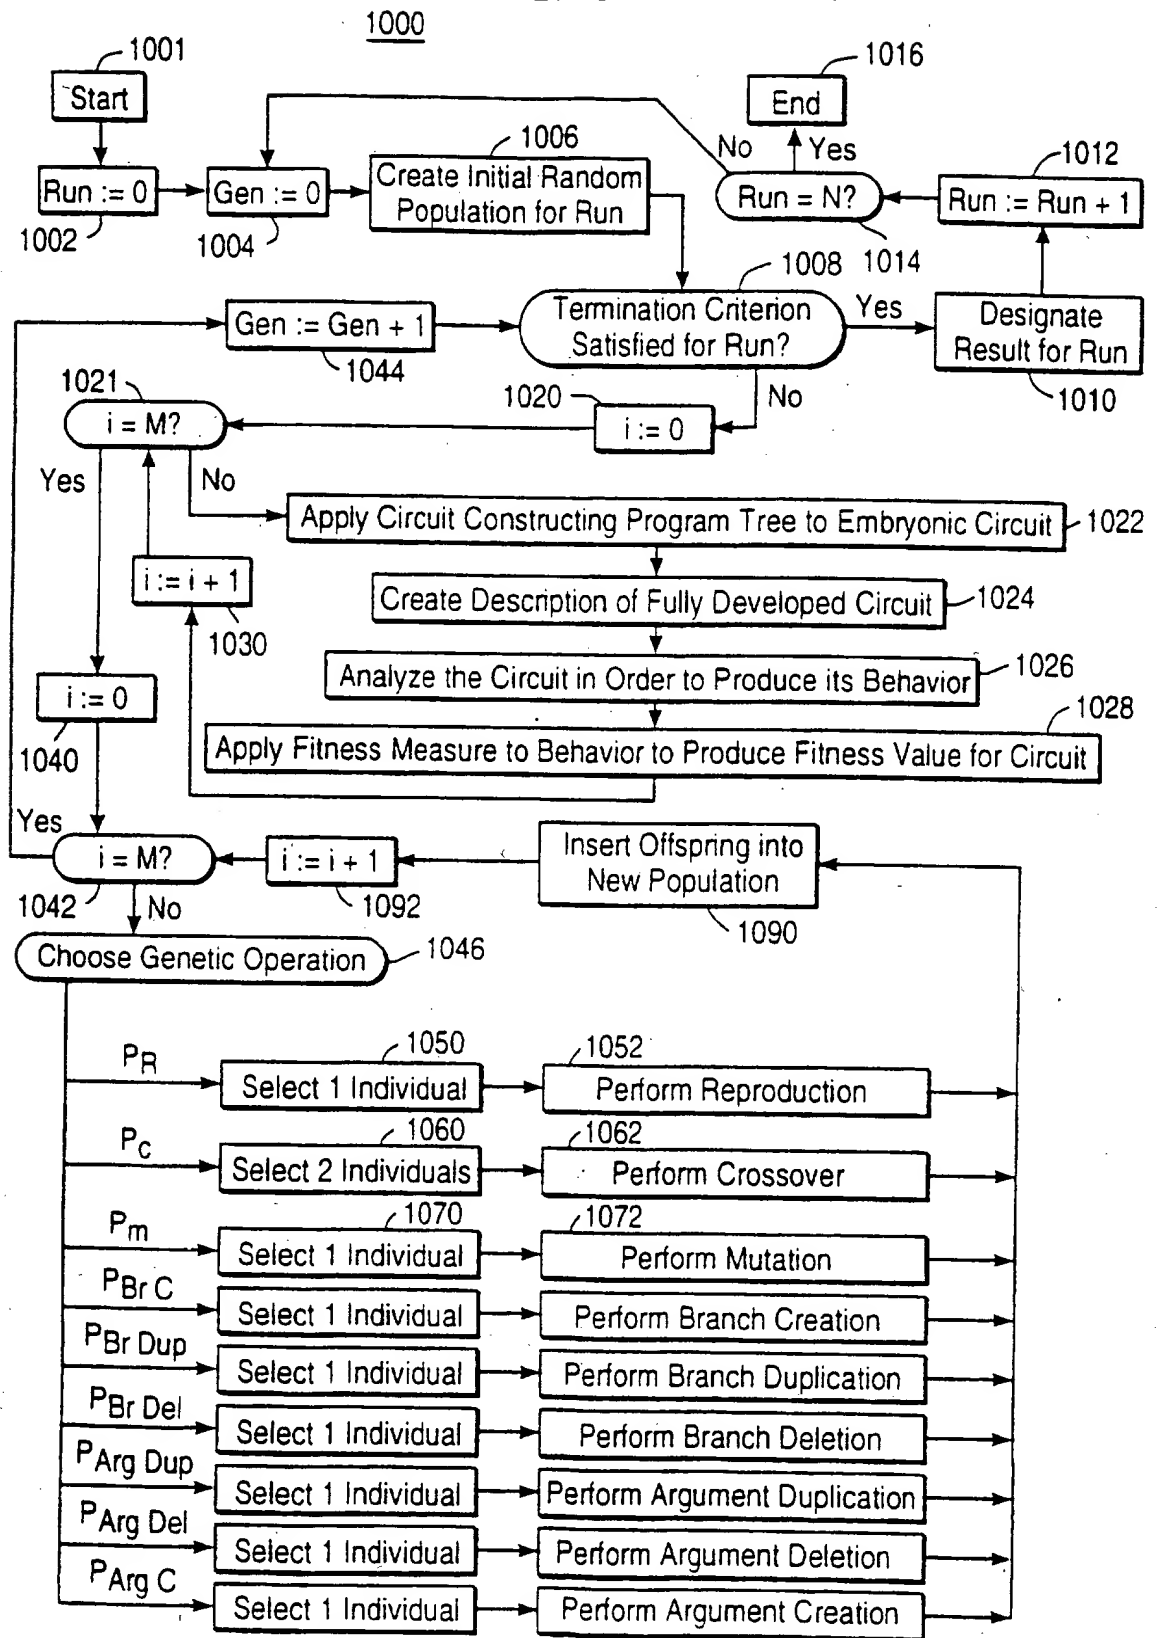 1000
1001
Start
1016
End
No
Yes
1006
1012
Run := 0
Gen := 0
Create Initial Random
Population for Run
Run = N?
Run := Run + 1
1002
1004
1014
1008
Gen := Gen + 1
Termination Criterion
Satisfied for Run?
Yes
Designate
Result for Run
1044
1010
1021
1020
No
i = M?
i := 0
Yes
No
Apply Circuit Constructing Program Tree to Embryonic Circuit
1022
i := i + 1
Create Description of Fully Developed Circuit
1024
1030
Analyze the Circuit in Order to Produce its Behavior
1026
i := 0
1028
1040
Apply Fitness Measure to Behavior to Produce Fitness Value for Circuit
Yes
i = M?
i := i + 1
Insert Offspring into
New Population
1042
No
1092
1090
Choose Genetic Operation
1046
PR
1050
1052
Select 1 Individual
Perform Reproduction
Pc
1060
1062
Select 2 Individuals
Perform Crossover
Pm
1070
1072
Select 1 Individual
Perform Mutation
PBr C
Select 1 Individual
Perform Branch Creation
PBr Dup
Select 1 Individual
Perform Branch Duplication
PBr Del
Select 1 Individual
Perform Branch Deletion
PArg Dup
Select 1 Individual
Perform Argument Duplication
PArg Del
Select 1 Individual
Perform Argument Deletion
PArg C
Select 1 Individual
Perform Argument Creation